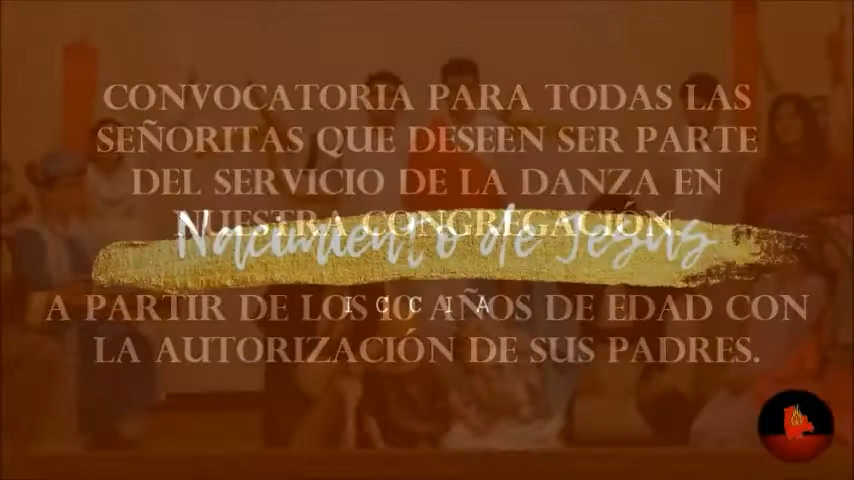 CONVOCATORIA PARA TODAS LAS
SEÑORITAS QUE DESEEN SER PARTE
DEL SERVICIO DE LA DANZA EN
NUESTRA CONGREGACIÓN.
Nacimiento de Jesús
A PARTIR DE LOS 10 AÑOS DE EDAD CON
I C C I A
LA AUTORIZACIÓN DE SUS PADRES.